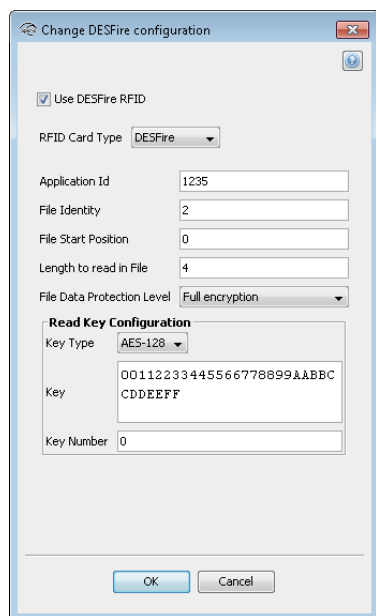 Change DESFire configuration
Use DESFire RFID
RFID Card Type DESFire
Application Id 1235
File Identity 2
File Start Position 0
Length to read in File 4
File Data Protection Level Full encryption
Read Key Configuration
Key Type AES-128
Key 00112233445566778899AABBC
CDDEEFF
Key Number 0
OK Cancel